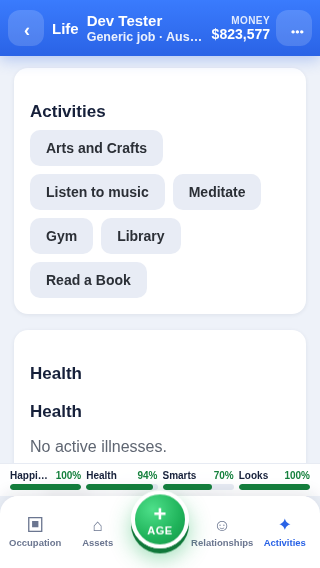 ‹ Life Dev Tester MONEY ...
Generic job · Aus… $823,577
Activities
Arts and Crafts
Listen to music Meditate
Gym Library
Read a Book
Health
Health
No active illnesses.
Happi… 100% Health 94% Smarts 70% Looks 100%
+
AGE
Occupation Assets Relationships Activities